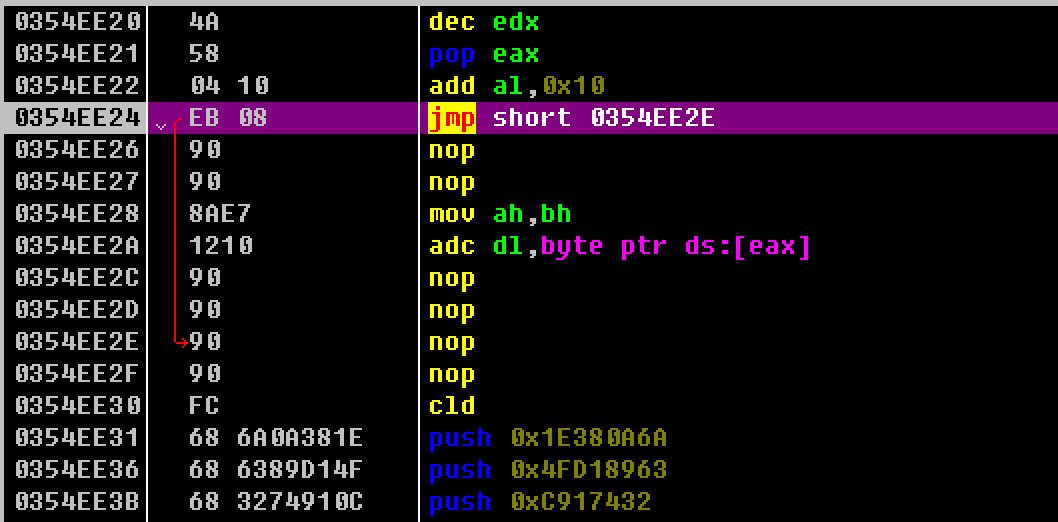 0354EE20 4A dec edx
0354EE21 58 pop eax
0354EE22 04 10 add al,0x10
0354EE24 EB 08 jmp short 0354EE2E
0354EE26 90 nop
0354EE27 90 nop
0354EE28 8AE7 mov ah,bh
0354EE2A 1210 adc dl,byte ptr ds:[eax]
0354EE2C 90 nop
0354EE2D 90 nop
0354EE2E 90 nop
0354EE2F 90 nop
0354EE30 FC cld
0354EE31 68 6A0A381E push 0x1E380A6A
0354EE36 68 6389D14F push 0x4FD18963
0354EE3B 68 3274910C push 0xC917432